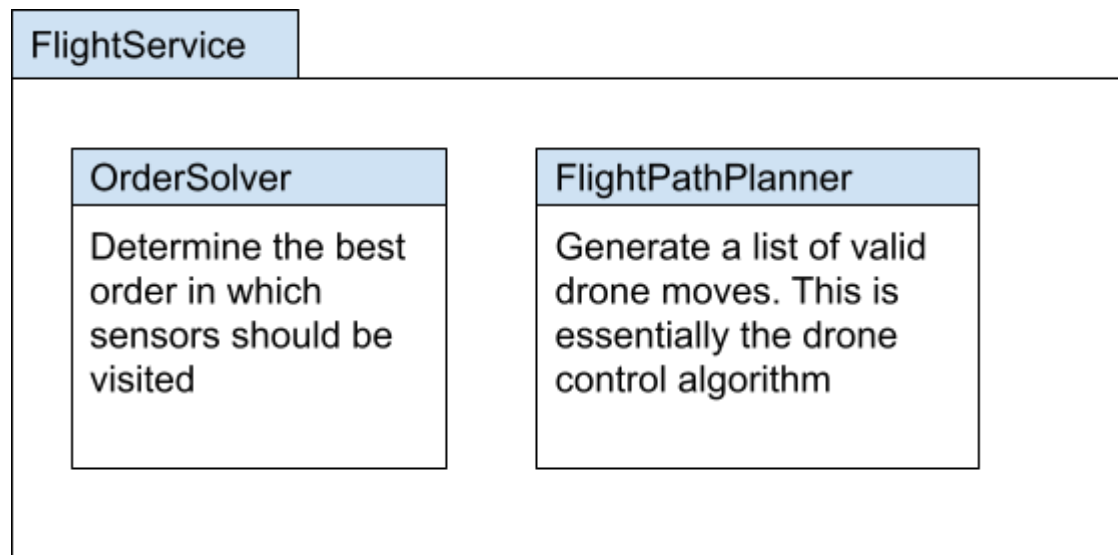 FlightService
OrderSolver
Determine the best
order in which
sensors should be
visited
FlightPathPlanner
Generate a list of valid
drone moves. This is
essentially the drone
control algorithm